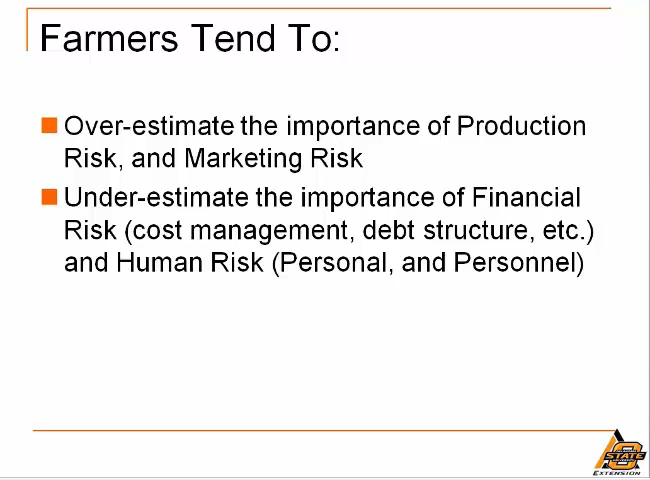 Farmers Tend To:
Over-estimate the importance of Production
Risk, and Marketing Risk
Under-estimate the importance of Financial
Risk (cost management, debt structure, etc.)
and Human Risk (Personal, and Personnel)
STATE
EXTENSION